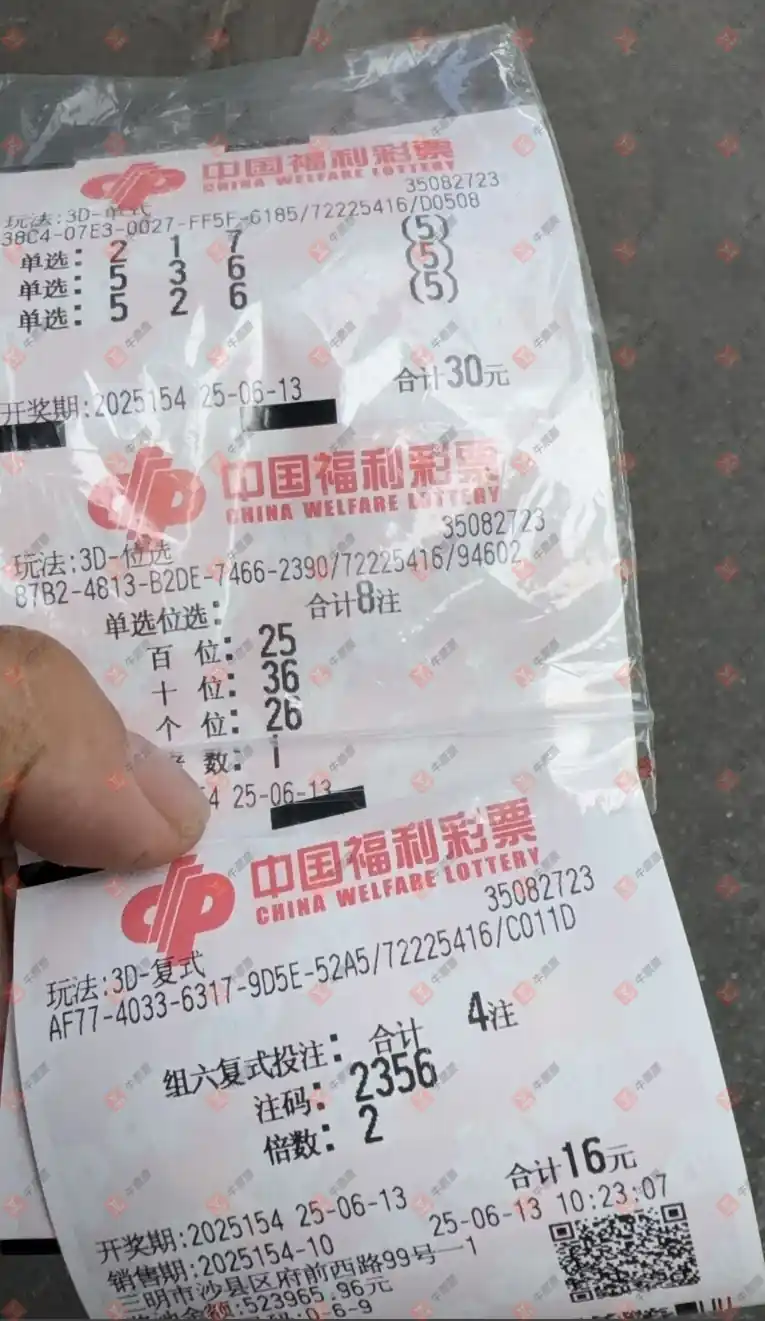 中国福利彩票
CHINA WELFARE LOTTERY
35082723
玩法:3D-单式
38C4-07E3-0027-FF5F-6185/72225416/D0508
单选: 2 1 7 (5)
单选: 5 3 6 (5)
单选: 5 2 6 (5)
合计30元
开奖期:2025154 25-06-13
中国福利彩票
CHINA WELFARE LOTTERY
35082723
玩法:3D-位选
87B2-4813-B2DE-7466-2390/72225416/94602
单选位选: 合计8注
百 位: 25
十 位: 36
个 位: 26
数: 1
4 25-06-13
中国福利彩票
CHINA WELFARE LOTTERY
35082723
玩法:3D-复式
AF77-4033-6317-9D5E-52A5/72225416/C011D
组六复式投注: 合计 4注
注码: 2356
倍数: 2
合计16元
开奖期:2025154 25-06-13
25-06-13 10:23:07
销售期:2025154-10
三明市沙县区府前西路99号一1
金额:523965.96元
0-6-9